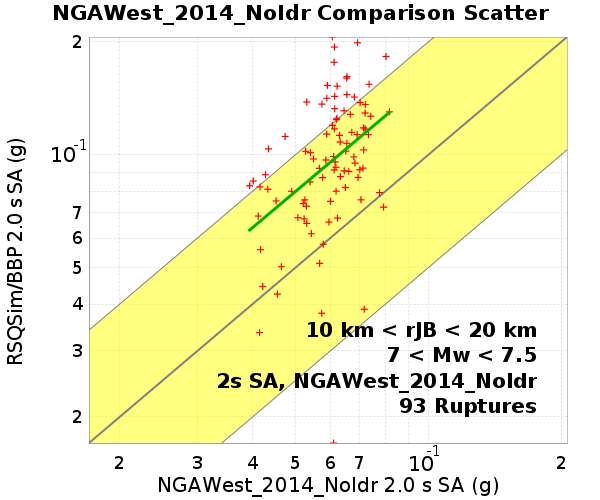 NGAWest_2014_NoIdr Comparison Scatter
RSQSim/BBP 2.0 s SA (g)
2
10⁻¹
7
6
5
4
3
2
10 km < rJB < 20 km
7 < Mw < 7.5
2s SA, NGAWest_2014_NoIdr
93 Ruptures
2 3 4 5 6 7 10⁻¹ 2
NGAWest_2014_NoIdr 2.0 s SA (g)